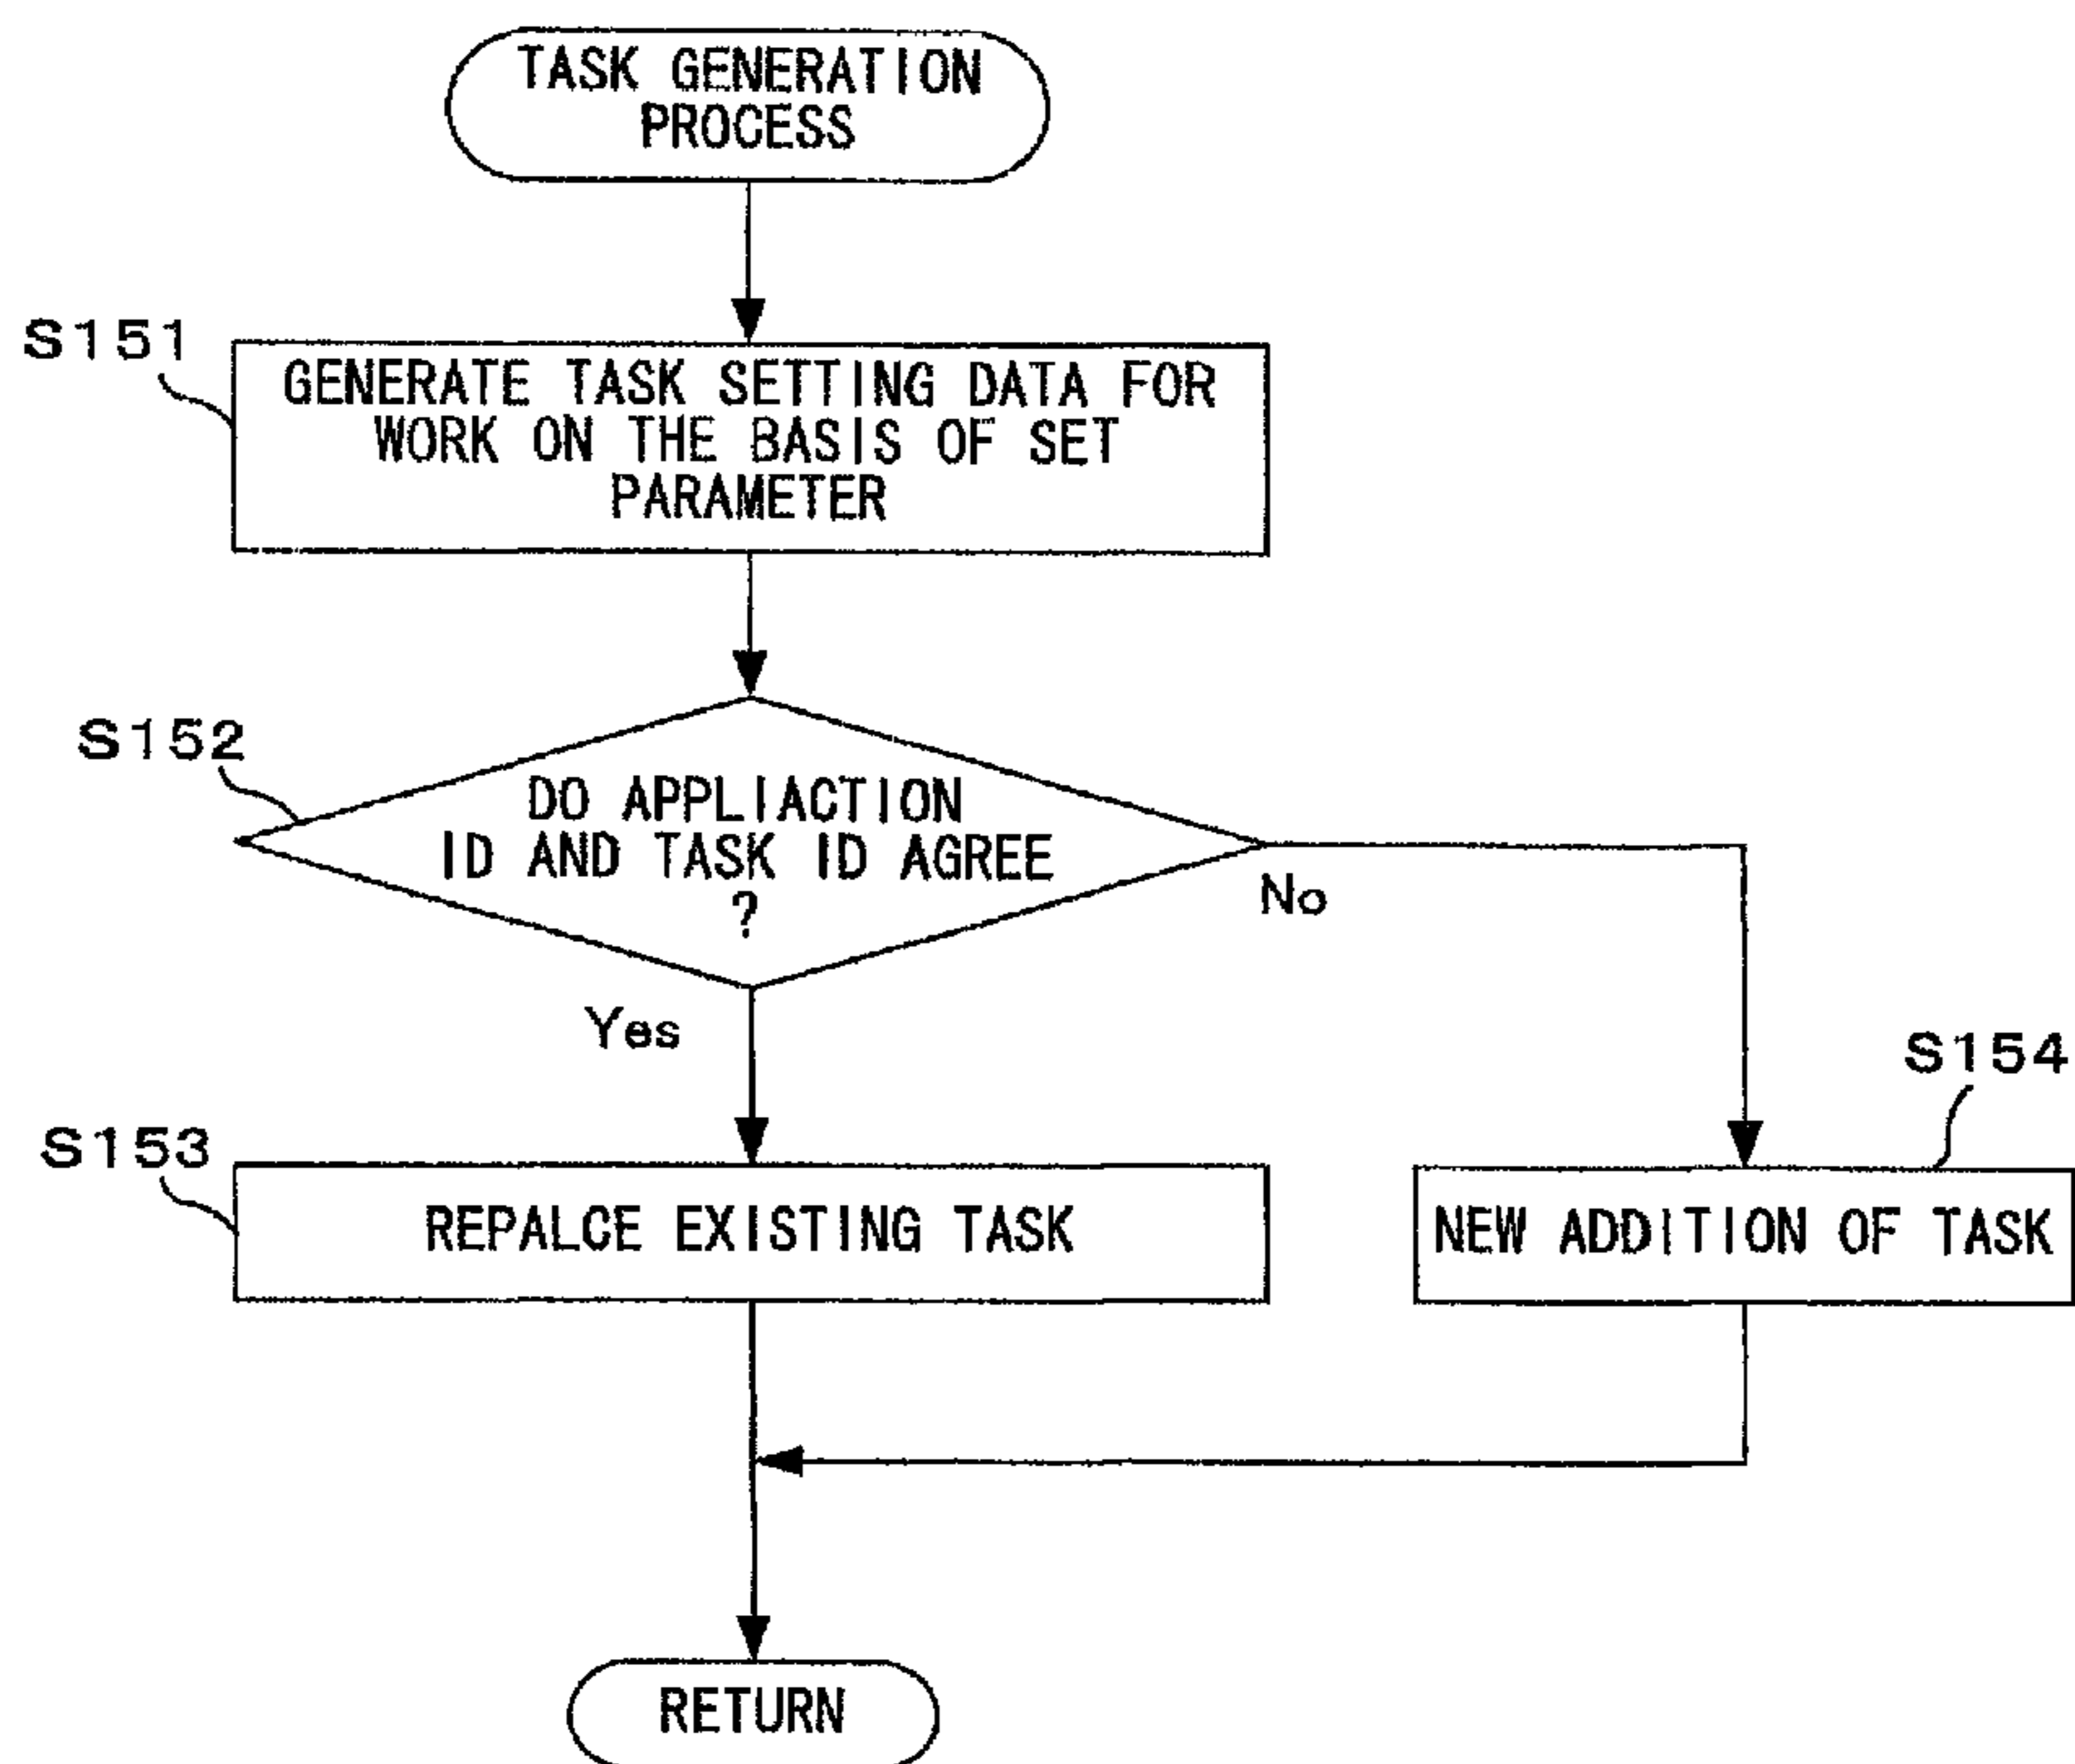 TASK GENERATION
PROCESS
S151
GENERATE TASK SETTING DATA FOR
WORK ON THE BASIS OF SET
PARAMETER
S152
DO APPLIACTION
ID AND TASK ID AGREE
?
No
Yes
S153
REPALCE EXISTING TASK
S154
NEW ADDITION OF TASK
RETURN